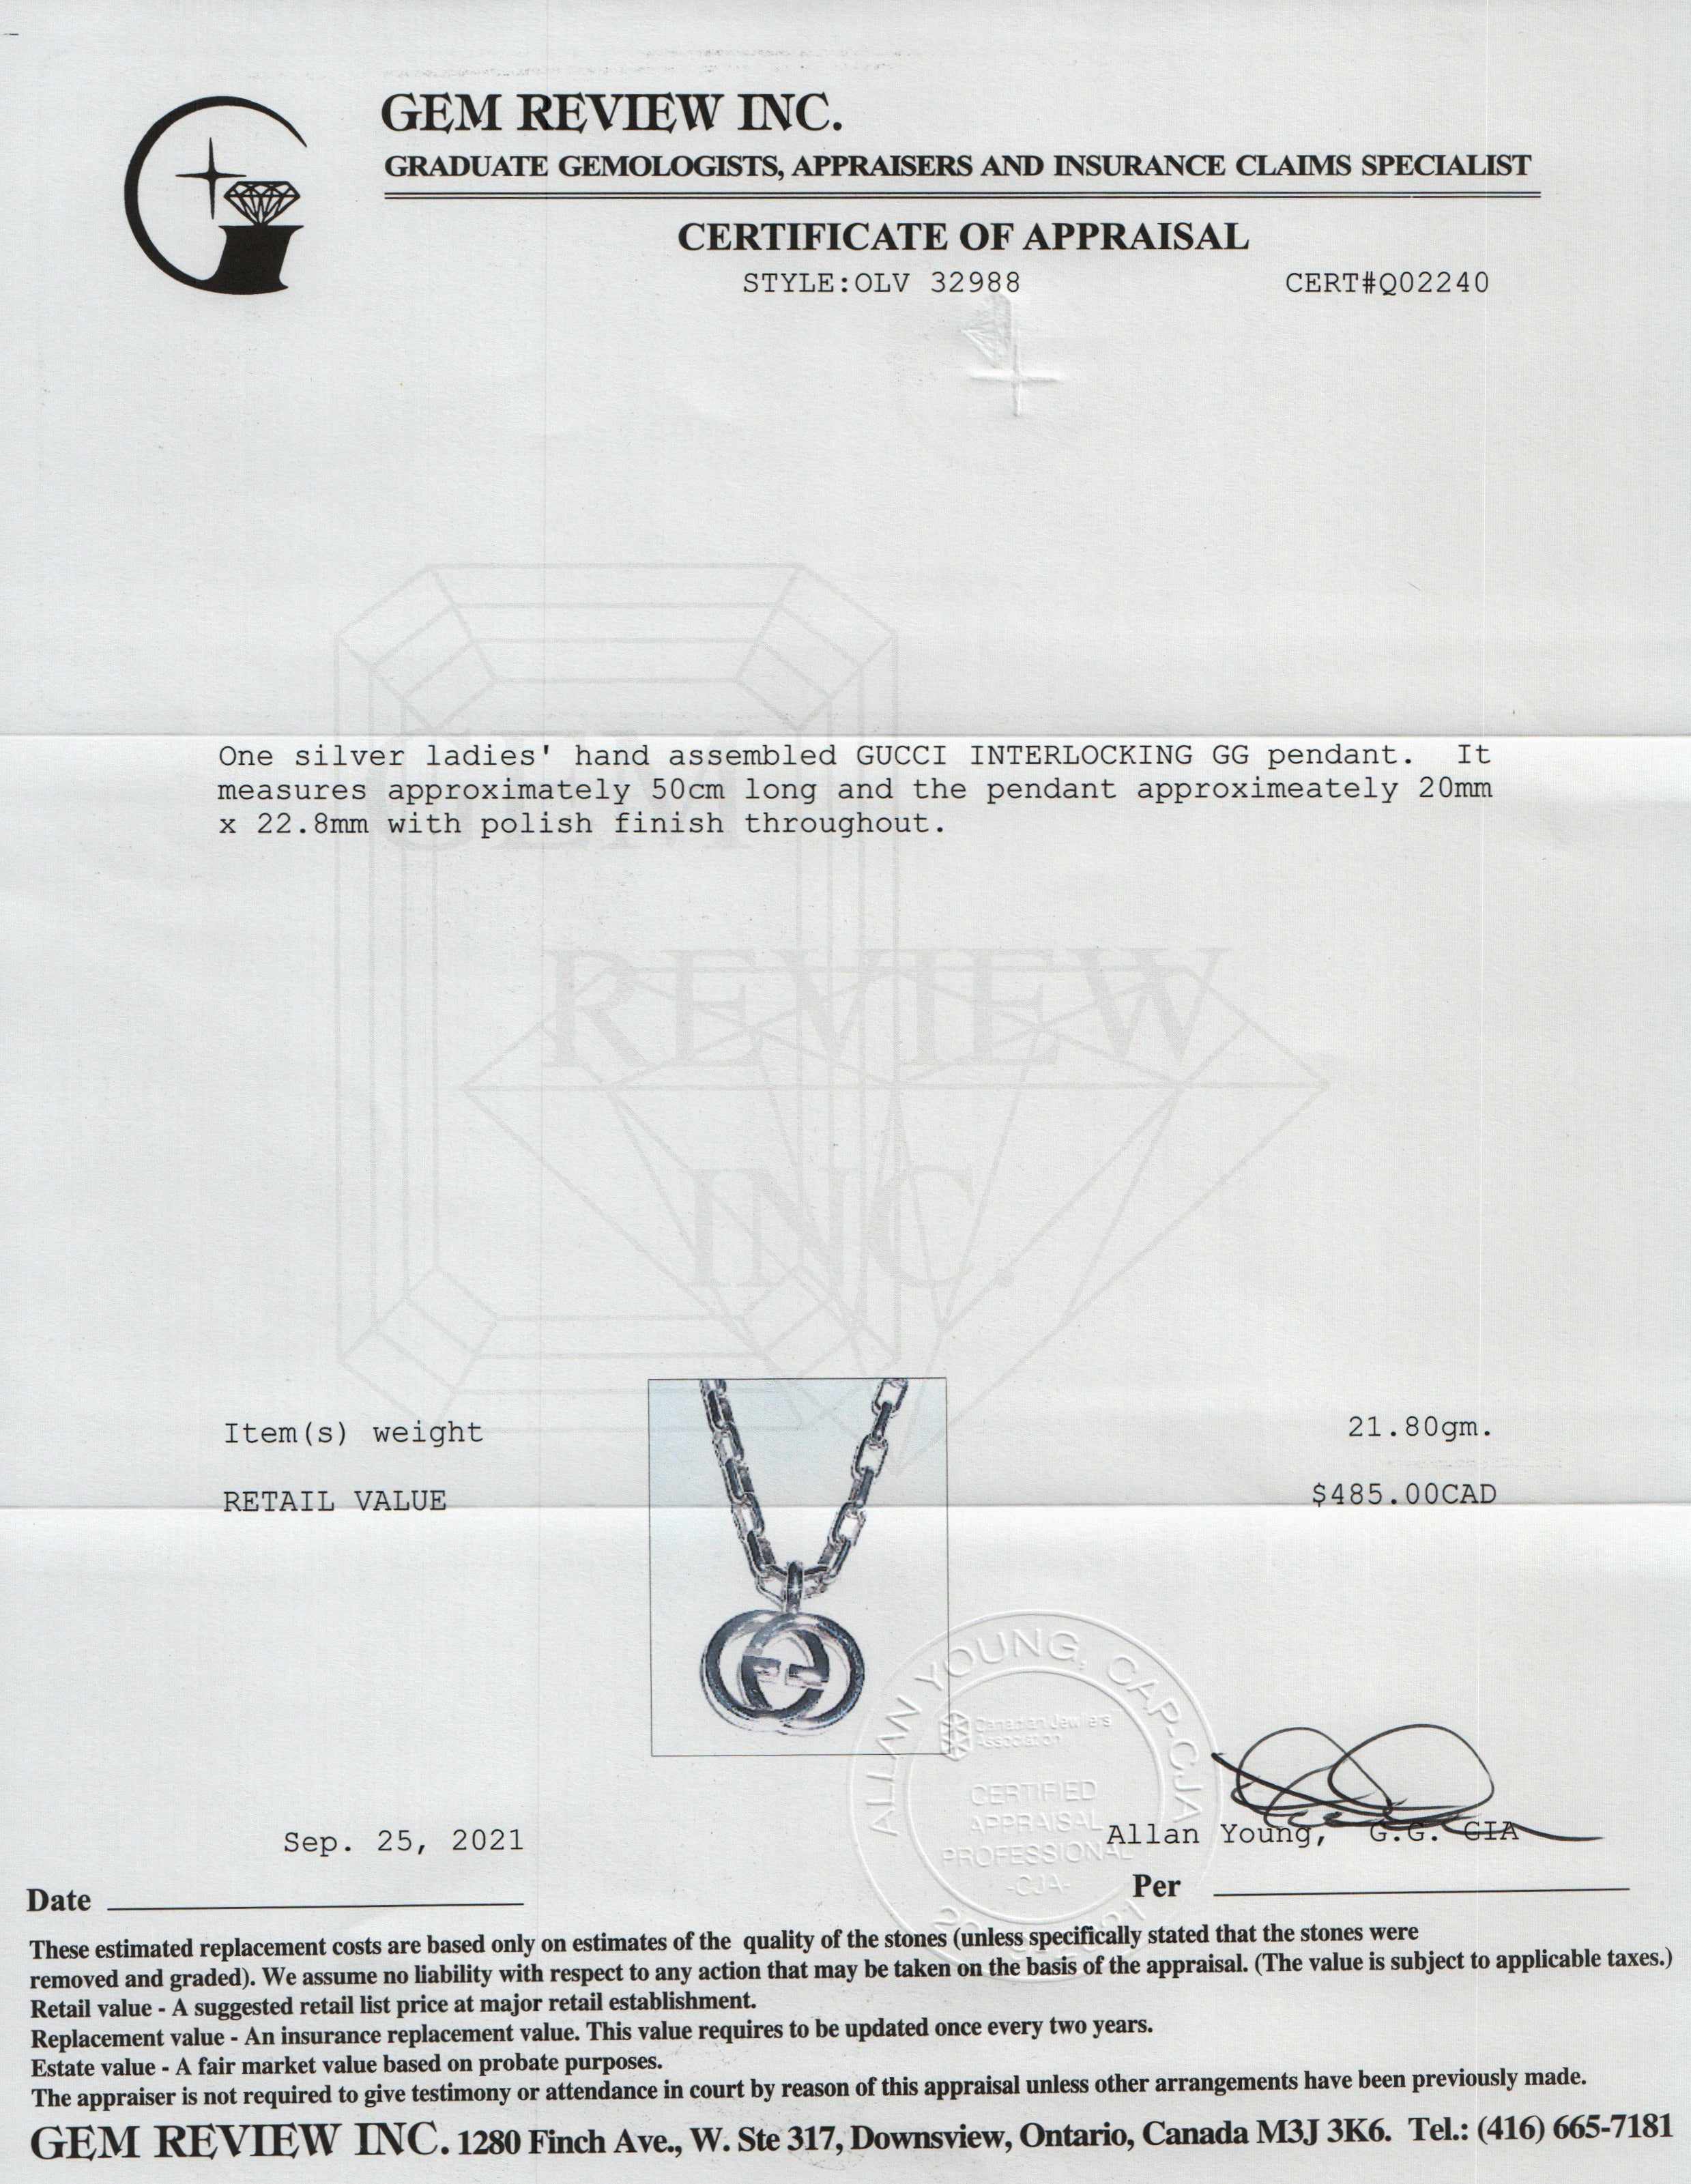 GEM REVIEW INC.
GRADUATE GEMOLOGISTS, APPRAISERS AND INSURANCE CLAIMS SPECIALIST
CERTIFICATE OF APPRAISAL
STYLE:OLV 32988 CERT#Q02240
One silver ladies' hand assembled GUCCI INTERLOCKING GG pendant. It
measures approximately 50cm long and the pendant approximeately 20mm
x 22.8mm with polish finish throughout.
GEM
REVIEW
INC.
Item(s) weight 21.80gm.
RETAIL VALUE $485.00CAD
ALLAN YOUNG, CAP-CJA
Canadian Jewellers
Association
CERTIFIED
APPRAISAL
PROFESSIONAL
-CJA-
Sep. 25, 2021 Allan Young, G.G. GIA
Date Per
These estimated replacement costs are based only on estimates of the quality of the stones (unless specifically stated that the stones were
removed and graded). We assume no liability with respect to any action that may be taken on the basis of the appraisal. (The value is subject to applicable taxes.)
Retail value - A suggested retail list price at major retail establishment.
Replacement value - An insurance replacement value. This value requires to be updated once every two years.
Estate value - A fair market value based on probate purposes.
The appraiser is not required to give testimony or attendance in court by reason of this appraisal unless other arrangements have been previously made.
GEM REVIEW INC. 1280 Finch Ave., W. Ste 317, Downsview, Ontario, Canada M3J 3K6. Tel.: (416) 665-7181